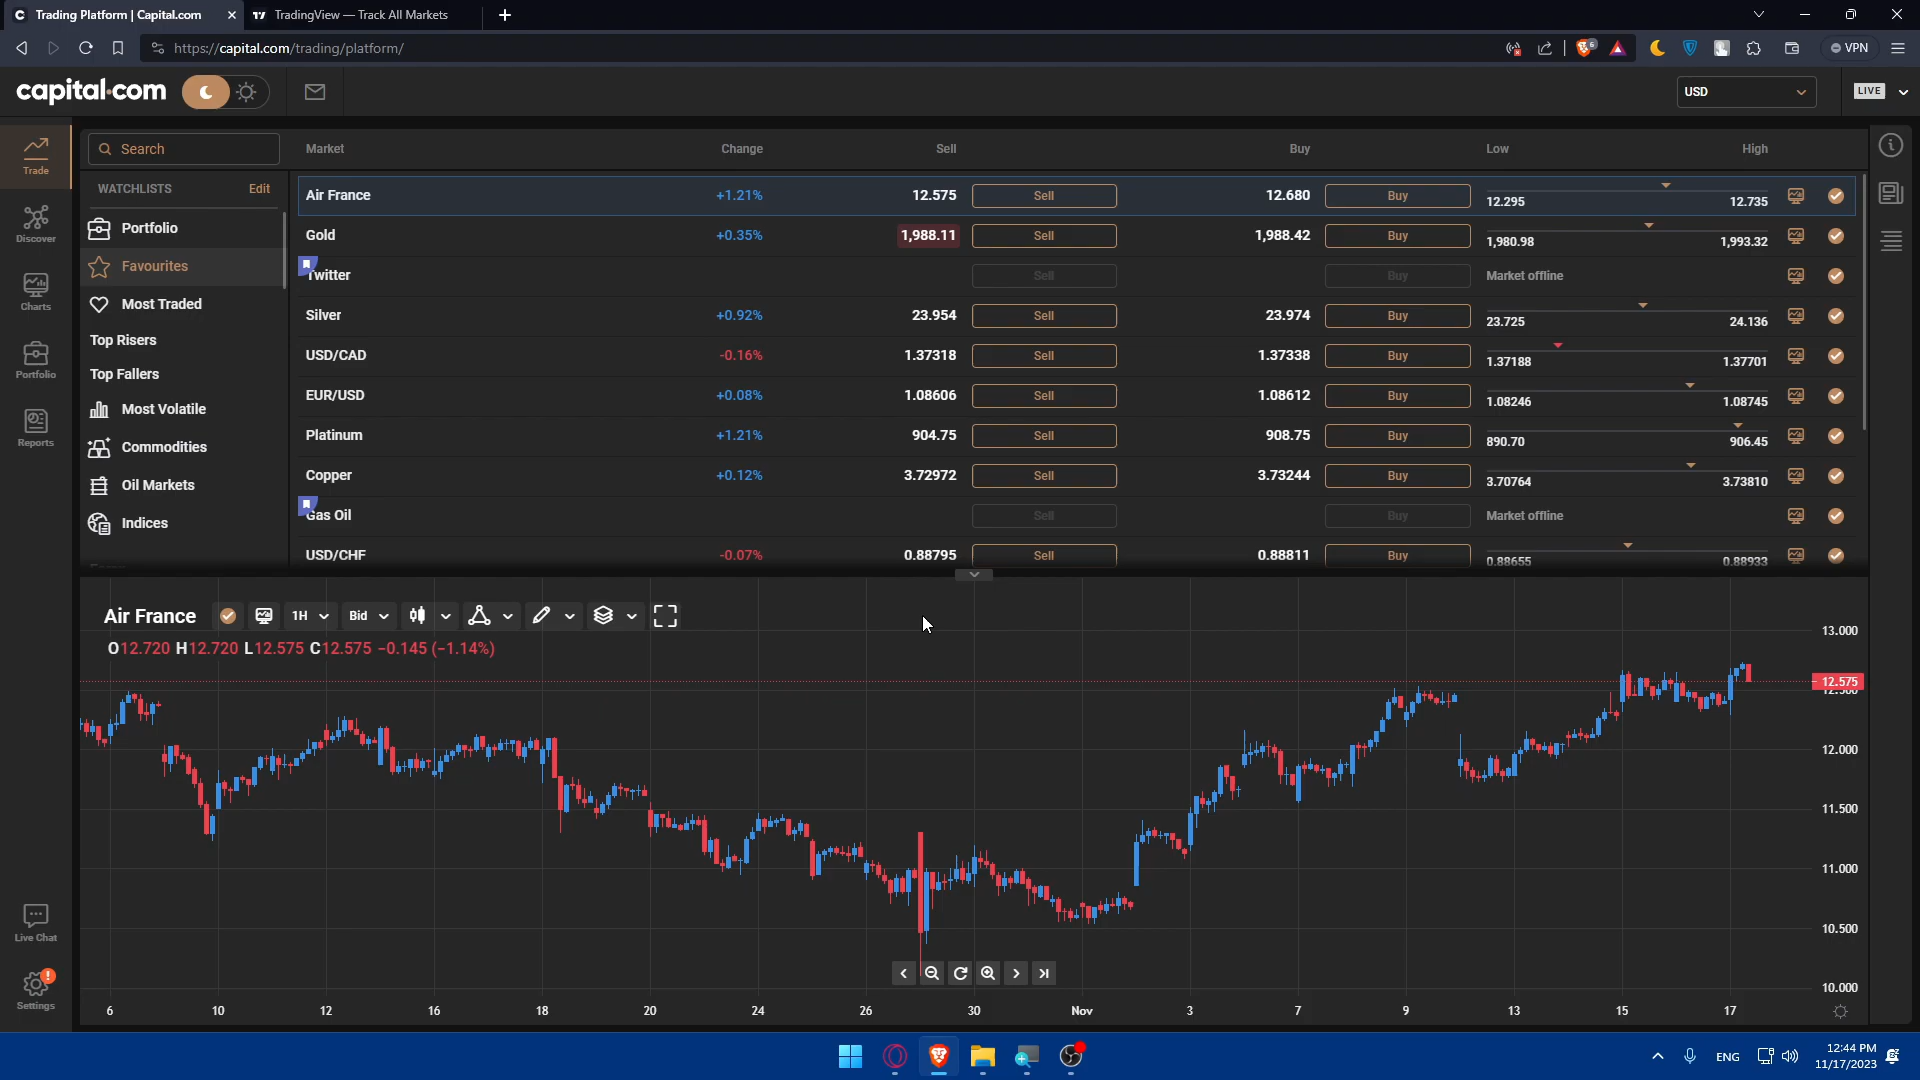 Trading Platform | Capital.com
TradingView — Track All Markets
https://capital.com/trading/platform/
6
VPN
capital.com
USD
LIVE
Trade
Discover
Charts
Portfolio
Reports
Live Chat
!
Settings
Search
WATCHLISTS Edit
Portfolio
Favourites
Most Traded
Top Risers
Top Fallers
Most Volatile
Commodities
Oil Markets
Indices
Market Change Sell Buy Low High
Air France +1.21% 12.575 Sell 12.680 Buy 12.295 12.735
Gold +0.35% 1,988.11 Sell 1,988.42 Buy 1,980.98 1,993.32
Twitter Sell Buy Market offline
Silver +0.92% 23.954 Sell 23.974 Buy 23.725 24.136
USD/CAD -0.16% 1.37318 Sell 1.37338 Buy 1.37188 1.37701
EUR/USD +0.08% 1.08606 Sell 1.08612 Buy 1.08246 1.08745
Platinum +1.21% 904.75 Sell 908.75 Buy 890.70 906.45
Copper +0.12% 3.72972 Sell 3.73244 Buy 3.70764 3.73810
Gas Oil Sell Buy Market offline
USD/CHF -0.07% 0.88795 Sell 0.88811 Buy 0.88655 0.88933
Air France 1H Bid
O12.720 H12.720 L12.575 C12.575 −0.145 (−1.14%)
13.000
12.575
12.500
12.000
11.500
11.000
10.500
10.000
6 10 12 16 18 20 24 26 30 Nov 3 7 9 13 15 17
ENG
12:44 PM
11/17/2023